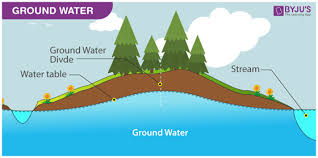 GROUND WATER
BYJU'S
The Learning App
Ground Water
Divde
Water table
Stream
Ground Water